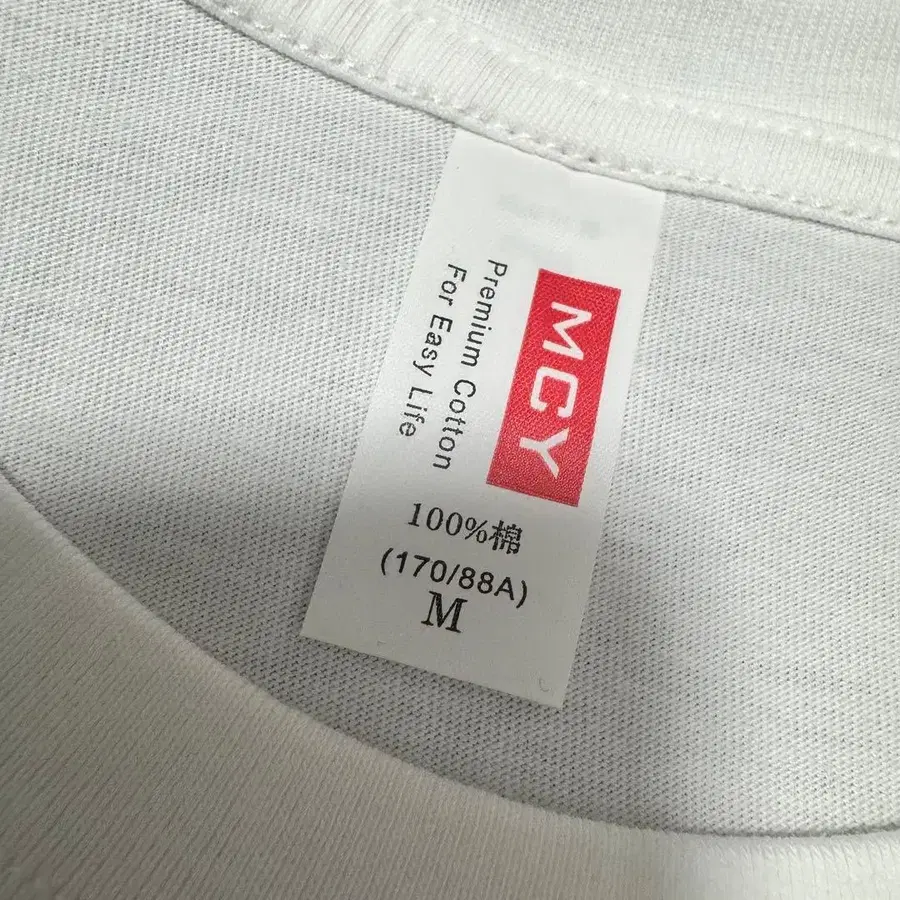 MCY
Premium Cotton
For Easy Life
100%棉
(170/88A)
M